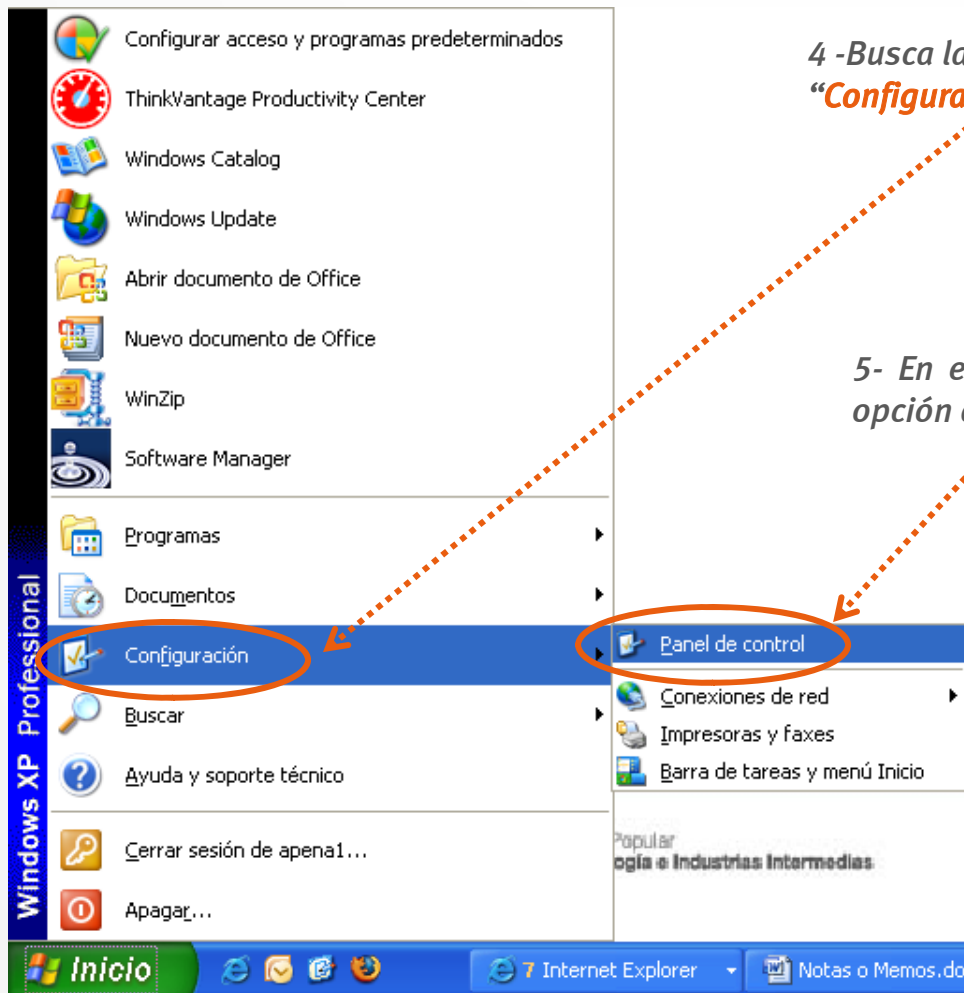 Configurar acceso y programas predeterminados
ThinkVantage Productivity Center
Windows Catalog
Windows Update
Abrir documento de Office
Nuevo documento de Office
WinZip
Software Manager
Programas
Documentos
Configuración
Buscar
Ayuda y soporte técnico
Cerrar sesión de apena1...
Apagar...
Windows XP Professional
4 -Busca la
“Configura
5- En e
opción
Panel de control
Conexiones de red
Impresoras y faxes
Barra de tareas y menú Inicio
Popular
ogía e Industrias Intermedias
Inicio
7 Internet Explorer
Notas o Memos.do